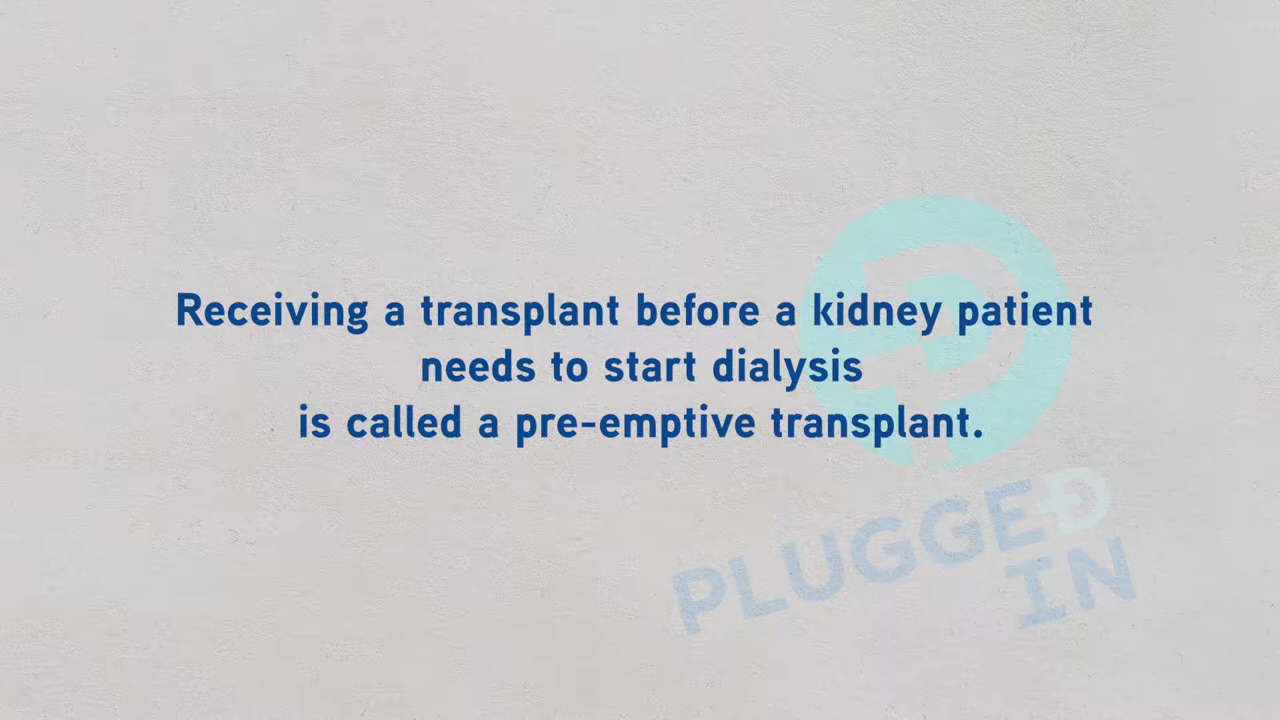 Receiving a transplant before a kidney patient
needs to start dialysis
is called a pre-emptive transplant.
PLUGGED
IN